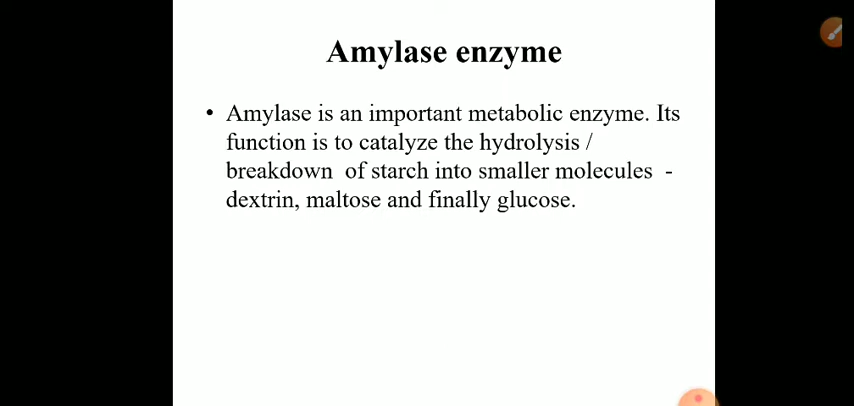 Amylase enzyme
• Amylase is an important metabolic enzyme. Its
function is to catalyze the hydrolysis /
breakdown  of starch into smaller molecules  -
dextrin, maltose and finally glucose.